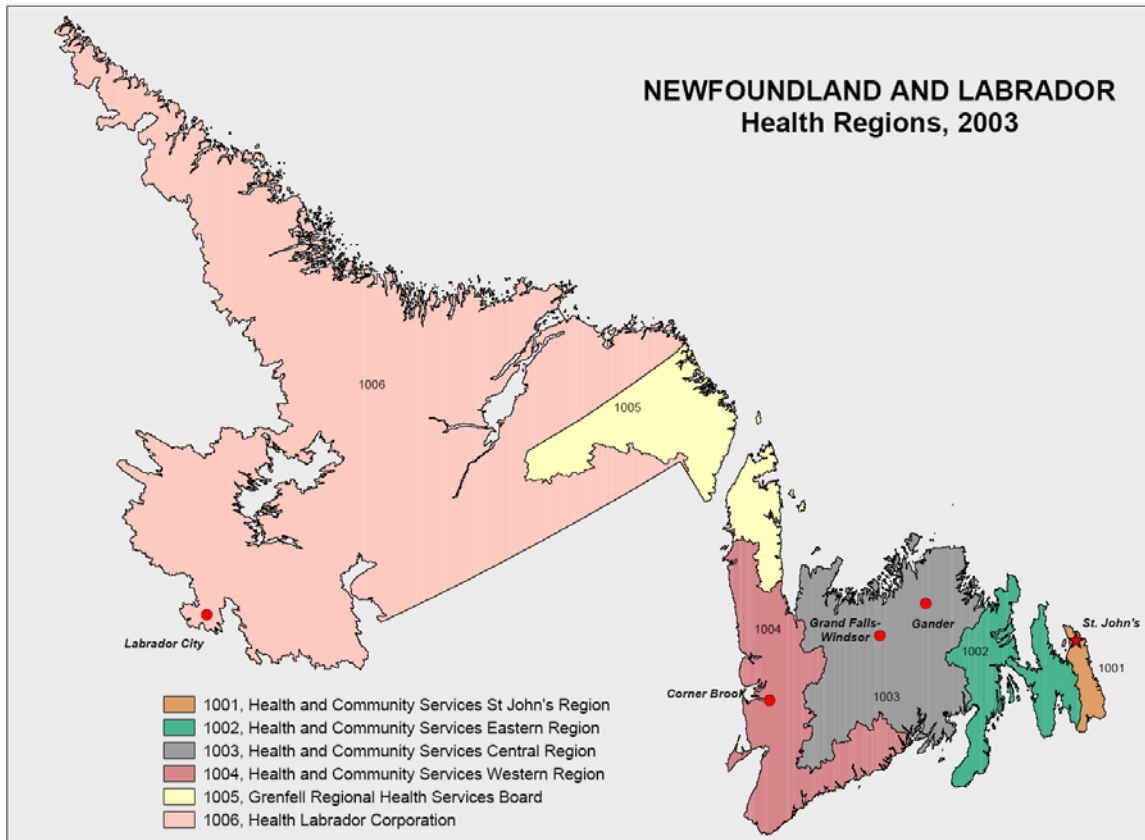 NEWFOUNDLAND AND LABRADOR
Health Regions, 2003
1006
1005
1004
Grand Falls-
Windsor
Gander
St. John's
1002
1001
Labrador City
Corner Brook
1003
1001, Health and Community Services St John's Region
1002, Health and Community Services Eastern Region
1003, Health and Community Services Central Region
1004, Health and Community Services Western Region
1005, Grenfell Regional Health Services Board
1006, Health Labrador Corporation